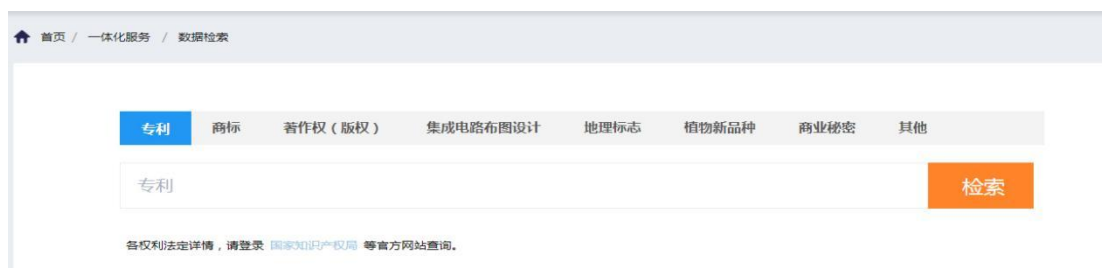 首页 / 一体化服务 / 数据检索
专利 商标 著作权（版权） 集成电路布图设计 地理标志 植物新品种 商业秘密 其他
专利 检索
各权利法定详情，请登录 国家知识产权局 等官方网站查询。